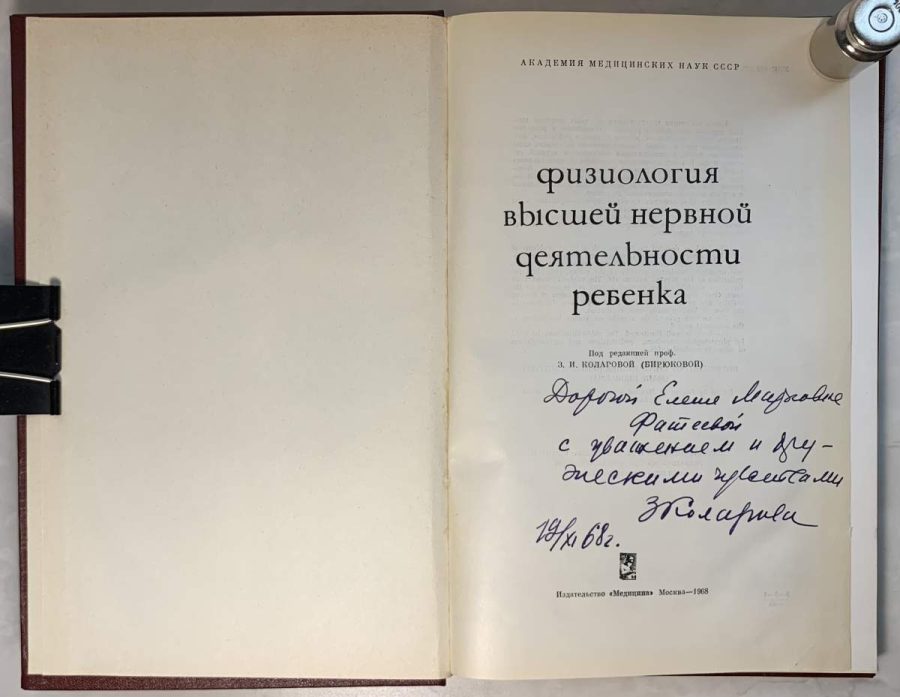 АКАДЕМИЯ МЕДИЦИНСКИХ НАУК СССР
физиология
высшей нервной
деятельности
ребенка
Под редакцией проф.
З. И. КОЛАРОВОЙ (БИРЮКОВОЙ)
Дорогой Елене Марковне
Фатеевой
с уважением и дру-
жескими чувствами
ЗКоларова
19/XI 68г.
Издательство «Медицина» Москва—1968